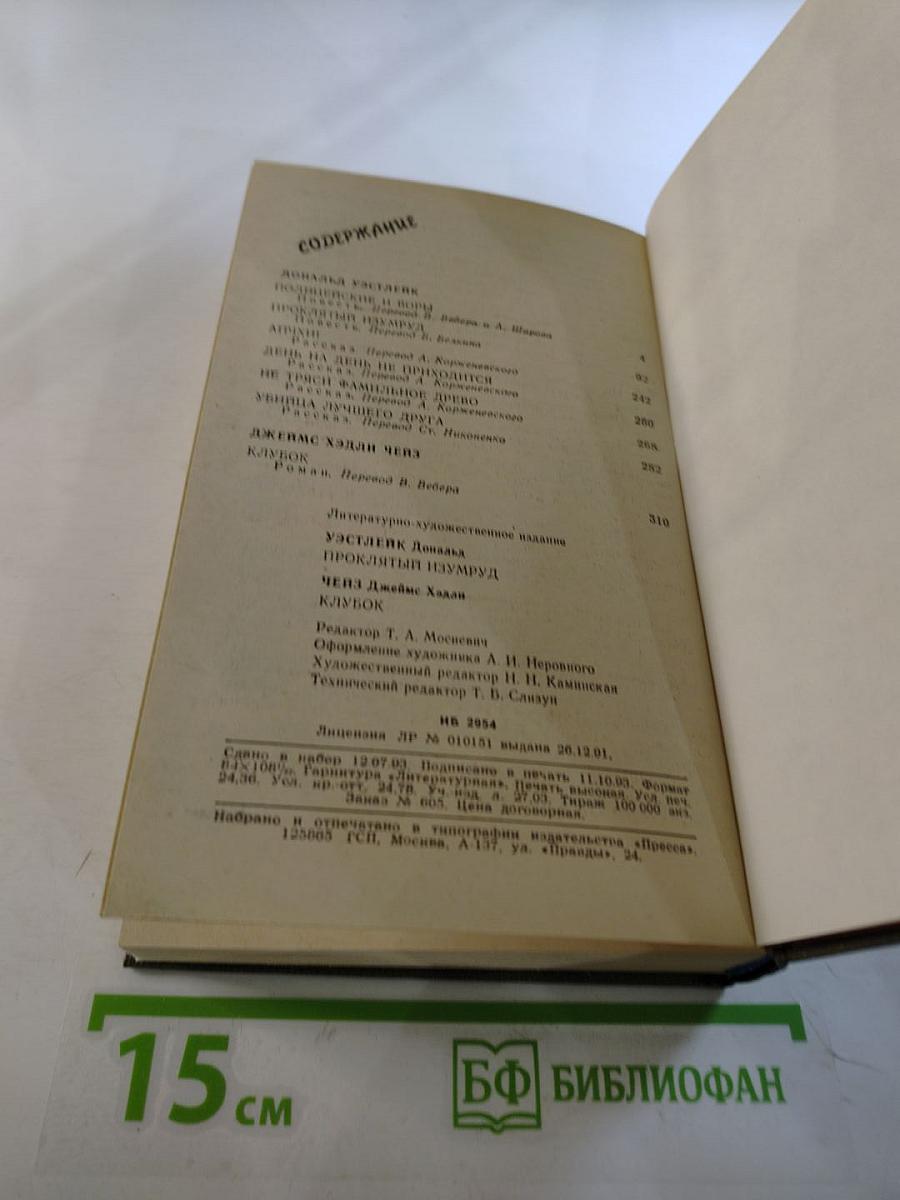 СОДЕРЖАНИЕ
ДОНАЛЬД УЭСТЛЕЙК
ПОЛИЦЕЙСКИЕ И ВОРЫ
Повесть. Перевод В. Вебера и А. Шарова
4
ПРОКЛЯТЫЙ ИЗУМРУД
Повесть. Перевод В. Белкина
92
АПЧХИ!
Рассказ. Перевод А. Корженевского
242
ДЕНЬ НА ДЕНЬ НЕ ПРИХОДИТСЯ
Рассказ. Перевод А. Корженевского
260
НЕ ТРЯСИ ФАМИЛЬНОЕ ДРЕВО
Рассказ. Перевод А. Корженевского
268
УБИЙЦА ЛУЧШЕГО ДРУГА
Рассказ. Перевод Ст. Никоненко
282
ДЖЕЙМС ХЭДЛИ ЧЕЙЗ
КЛУБОК
Роман. Перевод В. Вебера
310
Литературно-художественное издание
УЭСТЛЕЙК Дональд
ПРОКЛЯТЫЙ ИЗУМРУД
ЧЕЙЗ Джеймс Хэдли
КЛУБОК
Редактор Т. А. Мосневич
Оформление художника А. И. Неровного
Художественный редактор Н. Н. Каминская
Технический редактор Т. В. Слизун
ИБ 2954
Лицензия ЛР № 010151 выдана 26.12.91.
Сдано в набор 12.07.93. Подписано в печать 11.10.93. Формат
84×108 1/32. Гарнитура «Литературная». Печать высокая. Усл. печ.
24,36. Усл. кр.-отт. 24,78. Уч.-изд. л. 27,03. Тираж 100 000 экз.
Заказ № 605. Цена договорная.
Набрано и отпечатано в типографии издательства «Пресса».
125865 ГСП, Москва, А-137, ул. «Правды», 24.
15 см
БФ БИБЛИОФАН